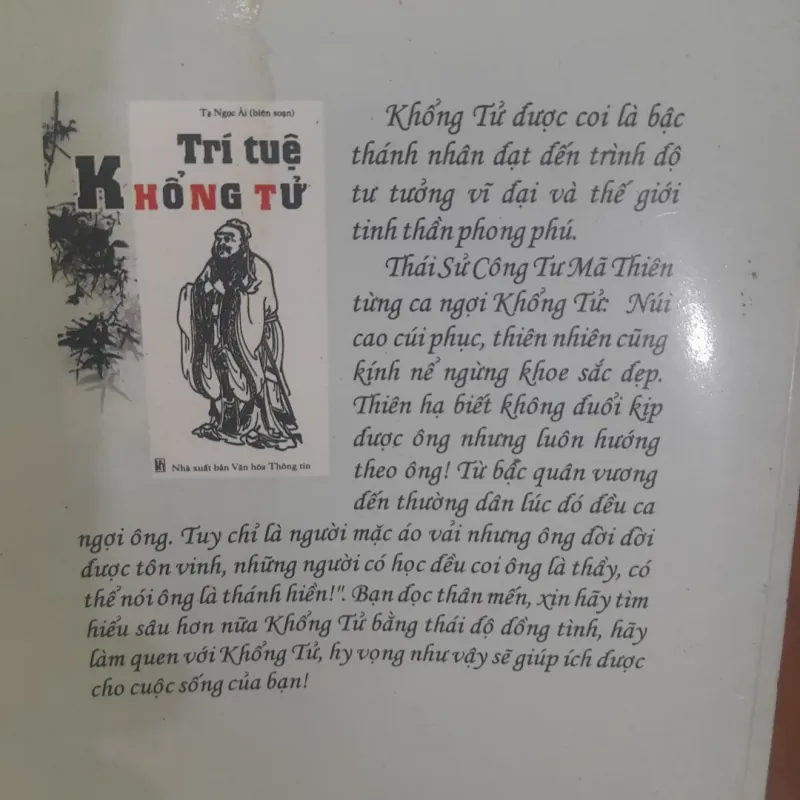 Tạ Ngọc Ái (biên soạn)
Trí tuệ
KHỔNG TỬ
Nhà xuất bản Văn hóa Thông tin
Khổng Tử được coi là bậc
thánh nhân đạt đến trình độ
tư tưởng vĩ đại và thế giới
tinh thần phong phú.
Thái Sử Công Tư Mã Thiên
từng ca ngợi Khổng Tử: Núi
cao cúi phục, thiên nhiên cũng
kính nể ngừng khoe sắc đẹp.
Thiên hạ biết không đuổi kịp
được ông nhưng luôn hướng
theo ông! Từ bậc quân vương
đến thường dân lúc đó đều ca
ngợi ông. Tuy chỉ là người mặc áo vải nhưng ông đời đời
được tôn vinh, những người có học đều coi ông là thầy, có
thể nói ông là thánh hiền!". Bạn đọc thân mến, xin hãy tìm
hiểu sâu hơn nữa Khổng Tử bằng thái độ đồng tình, hãy
làm quen với Khổng Tử, hy vọng như vậy sẽ giúp ích được
cho cuộc sống của bạn!